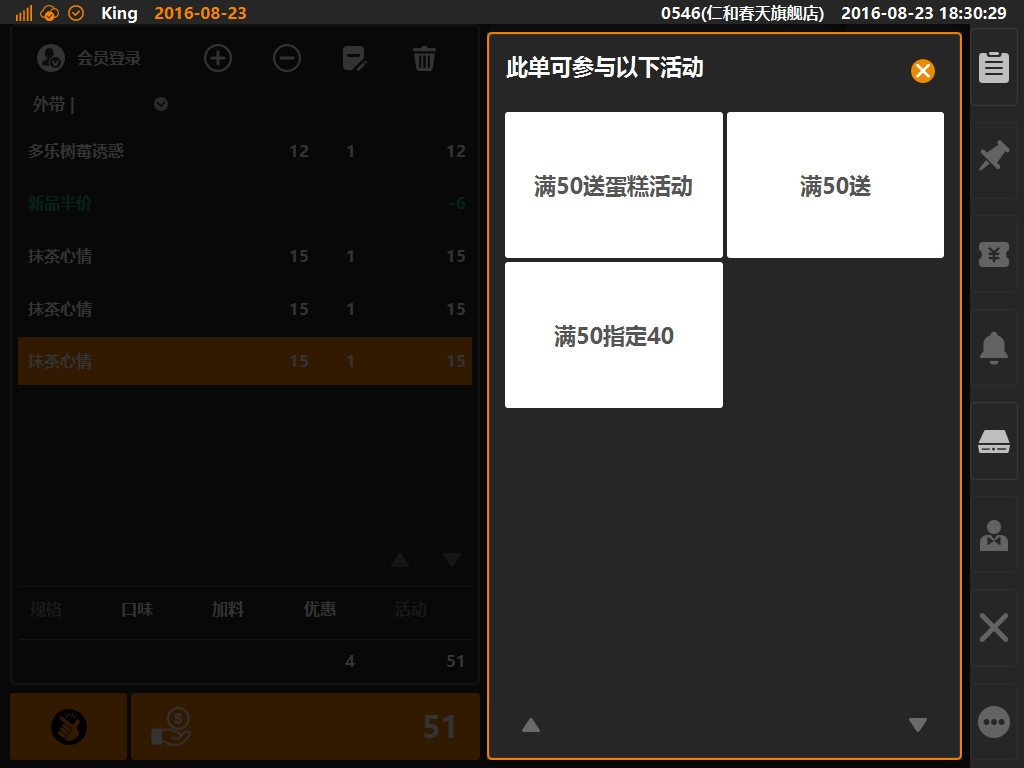 King 2016-08-23 0546(仁和春天旗舰店) 2016-08-23 18:30:29
会员登录
外带 |
多乐树莓诱惑 12 1 12
新品半价 -6
抹茶心情 15 1 15
抹茶心情 15 1 15
抹茶心情 15 1 15
规格 口味 加料 优惠 活动
4 51
51
此单可参与以下活动
满50送蛋糕活动
满50送
满50指定40